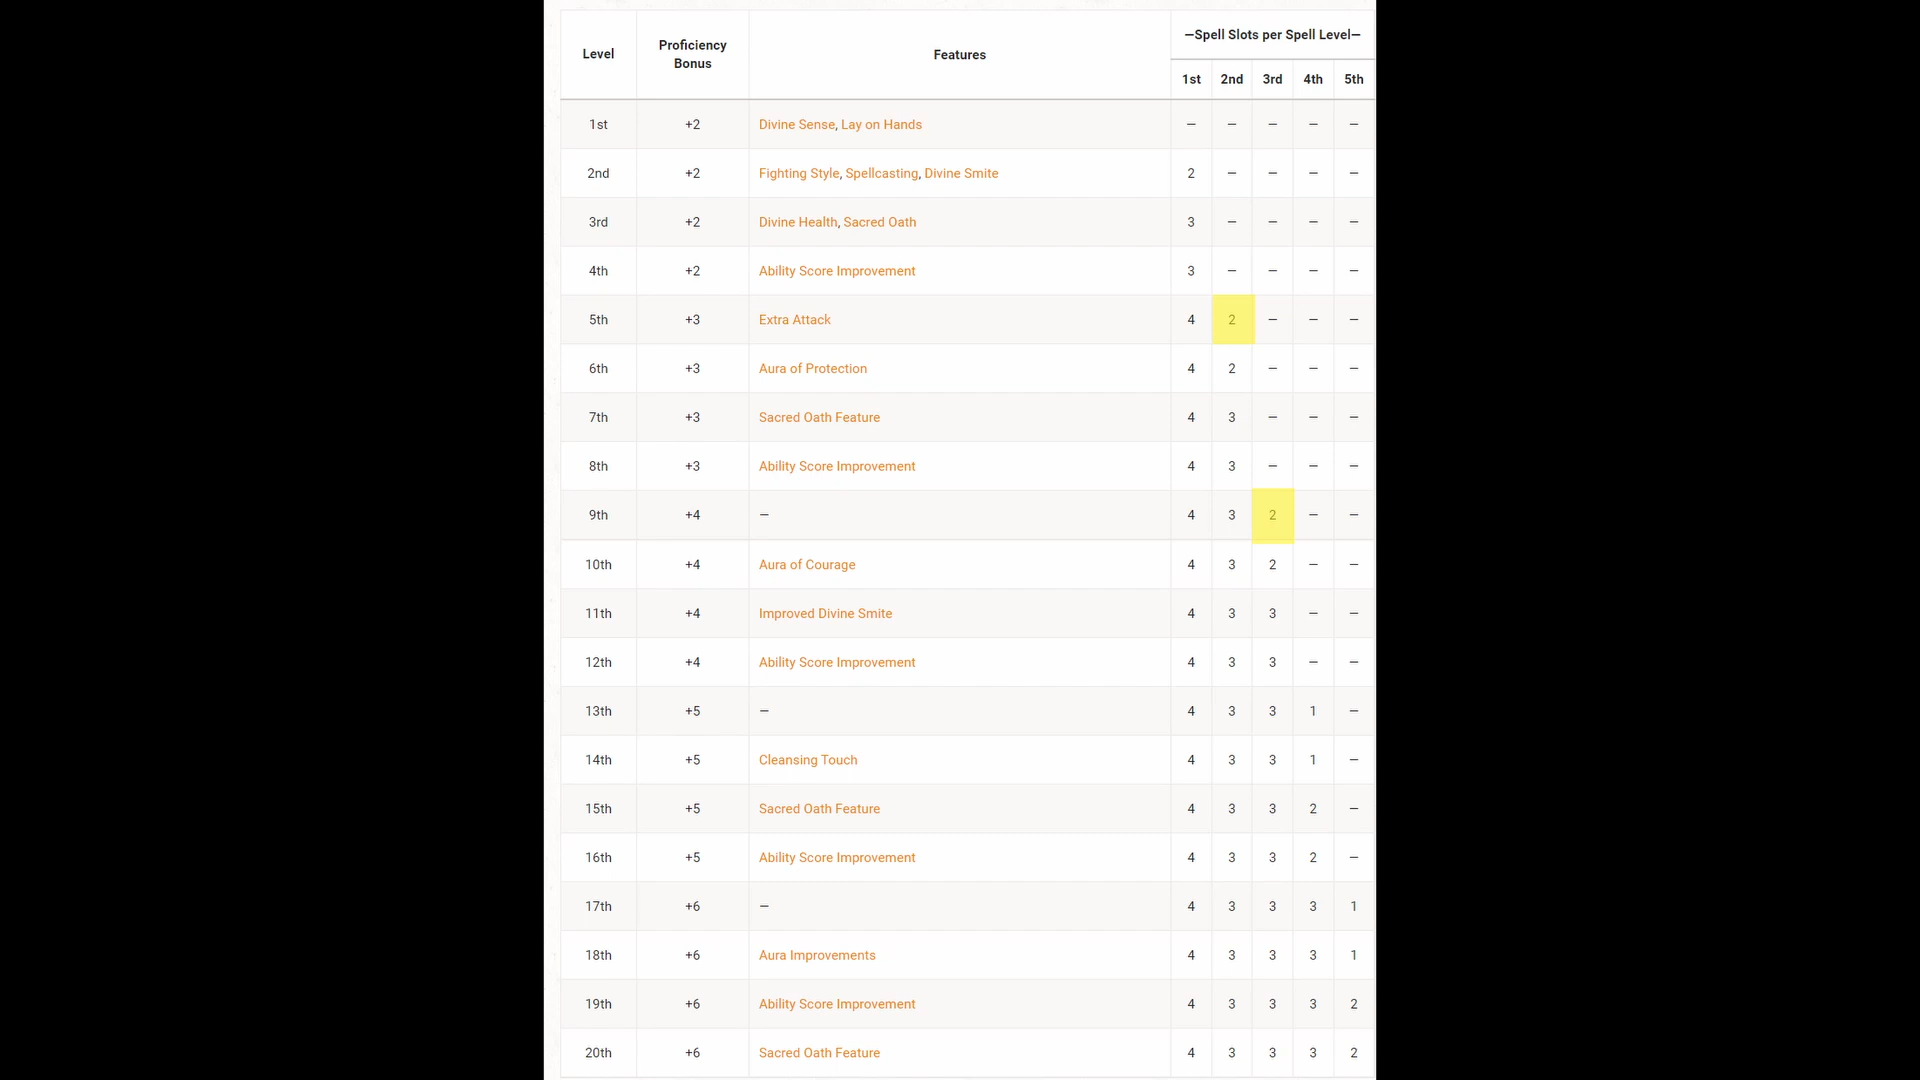 Level Proficiency Bonus Features —Spell Slots per Spell Level—
1st 2nd 3rd 4th 5th
1st +2 Divine Sense, Lay on Hands — — — — —
2nd +2 Fighting Style, Spellcasting, Divine Smite 2 — — — —
3rd +2 Divine Health, Sacred Oath 3 — — — —
4th +2 Ability Score Improvement 3 — — — —
5th +3 Extra Attack 4 2 — — —
6th +3 Aura of Protection 4 2 — — —
7th +3 Sacred Oath Feature 4 3 — — —
8th +3 Ability Score Improvement 4 3 — — —
9th +4 — 4 3 2 — —
10th +4 Aura of Courage 4 3 2 — —
11th +4 Improved Divine Smite 4 3 3 — —
12th +4 Ability Score Improvement 4 3 3 — —
13th +5 — 4 3 3 1 —
14th +5 Cleansing Touch 4 3 3 1 —
15th +5 Sacred Oath Feature 4 3 3 2 —
16th +5 Ability Score Improvement 4 3 3 2 —
17th +6 — 4 3 3 3 1
18th +6 Aura Improvements 4 3 3 3 1
19th +6 Ability Score Improvement 4 3 3 3 2
20th +6 Sacred Oath Feature 4 3 3 3 2